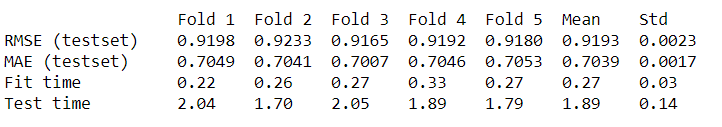 Fold 1 Fold 2 Fold 3 Fold 4 Fold 5 Mean Std
RMSE (testset) 0.9198 0.9233 0.9165 0.9192 0.9180 0.9193 0.0023
MAE (testset) 0.7049 0.7041 0.7007 0.7046 0.7053 0.7039 0.0017
Fit time 0.22 0.26 0.27 0.33 0.27 0.27 0.03
Test time 2.04 1.70 2.05 1.89 1.79 1.89 0.14